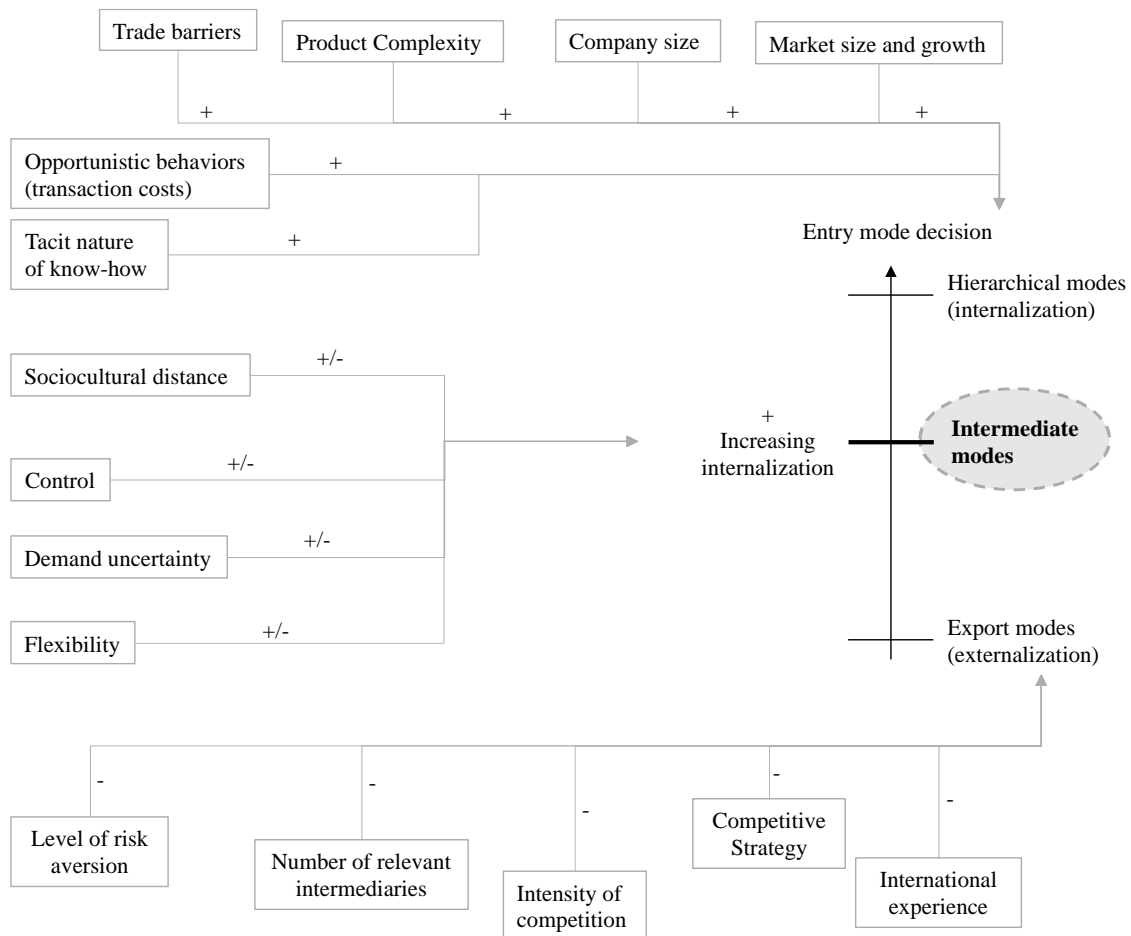 Trade barriers
Product Complexity
Company size
Market size and growth
+
+
+
+
Opportunistic behaviors
(transaction costs)
+
Tacit nature
of know-how
+
Entry mode decision
Hierarchical modes
(internalization)
Sociocultural distance
+/-
+
Increasing
internalization
Intermediate
modes
Control
+/-
Demand uncertainty
+/-
Flexibility
+/-
Export modes
(externalization)
-
-
-
-
-
Level of risk
aversion
Number of relevant
intermediaries
Intensity of
competition
Competitive
Strategy
International
experience